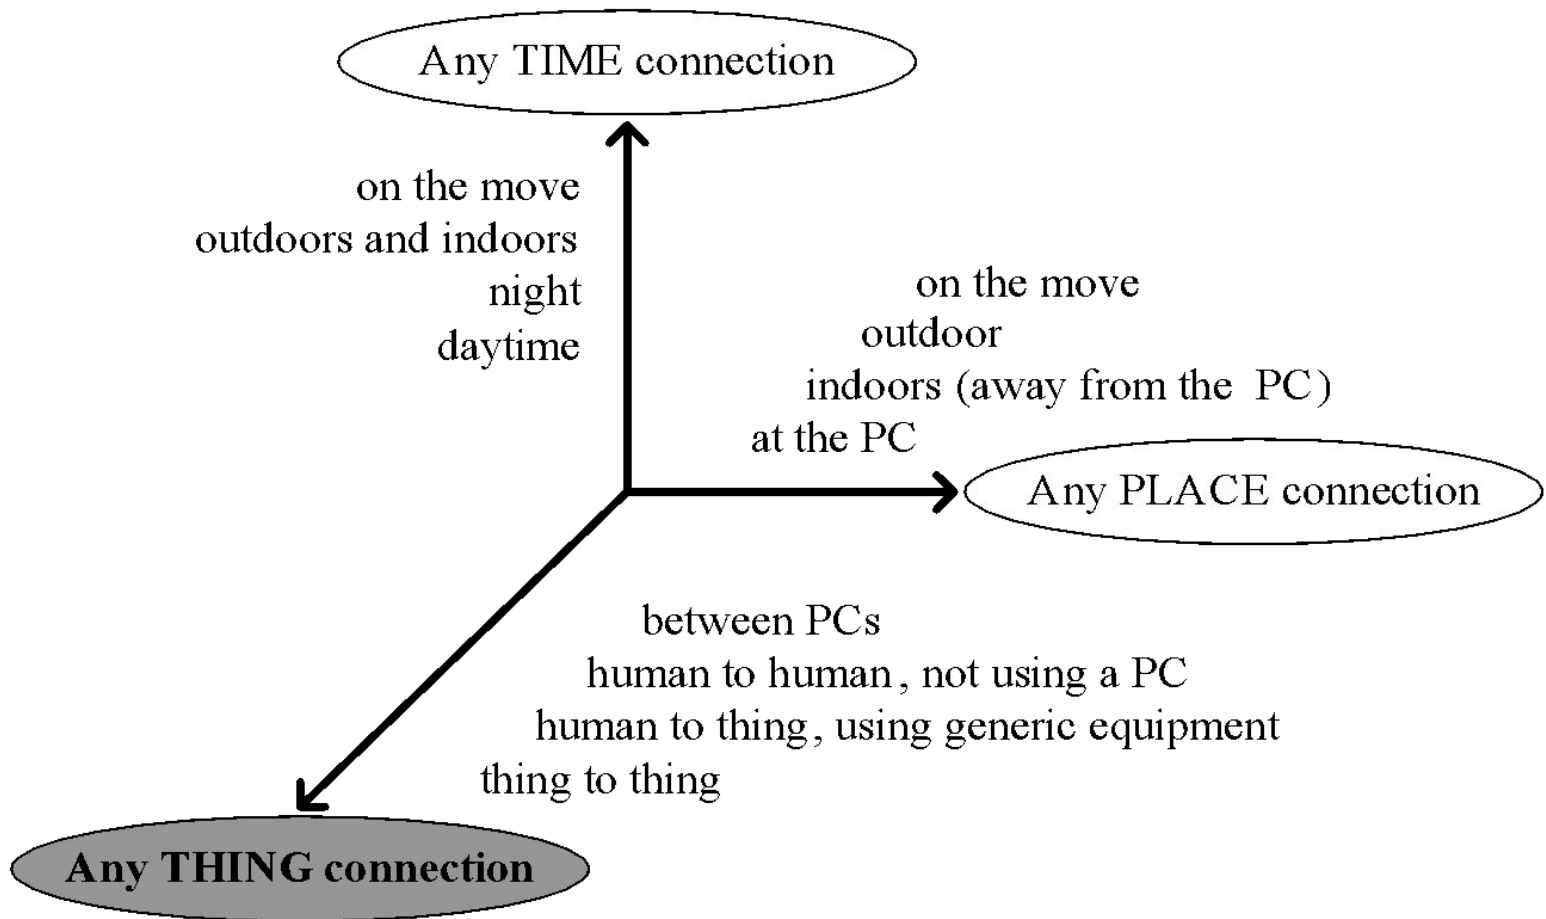 Any TIME connection
on the move
outdoors and indoors
night
daytime
on the move
outdoor
indoors (away from the PC)
at the PC
Any PLACE connection
between PCs
human to human, not using a PC
human to thing, using generic equipment
thing to thing
Any THING connection